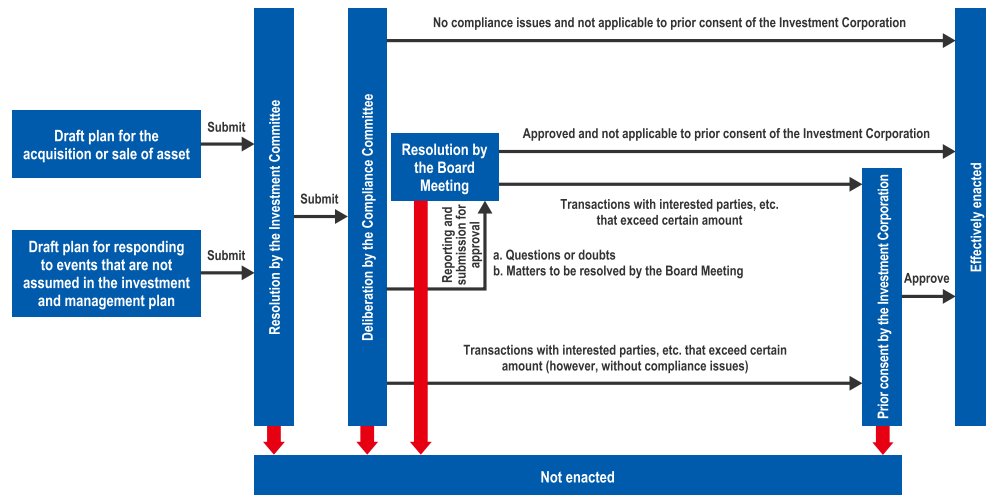 No compliance issues and not applicable to prior consent of the Investment Corporation
Draft plan for the
acquisition or sale of asset
Submit
Resolution by the Investment Committee
Submit
Deliberation by the Compliance Committee
Resolution by
the Board
Meeting
Approved and not applicable to prior consent of the Investment Corporation
Transactions with interested parties, etc.
that exceed certain amount
Reporting and
submission for
approval
a. Questions or doubts
b. Matters to be resolved by the Board Meeting
Draft plan for responding
to events that are not
assumed in the investment
and management plan
Submit
Transactions with interested parties, etc. that exceed certain
amount (however, without compliance issues)
Prior consent by the Investment Corporation
Approve
Effectively enacted
Not enacted